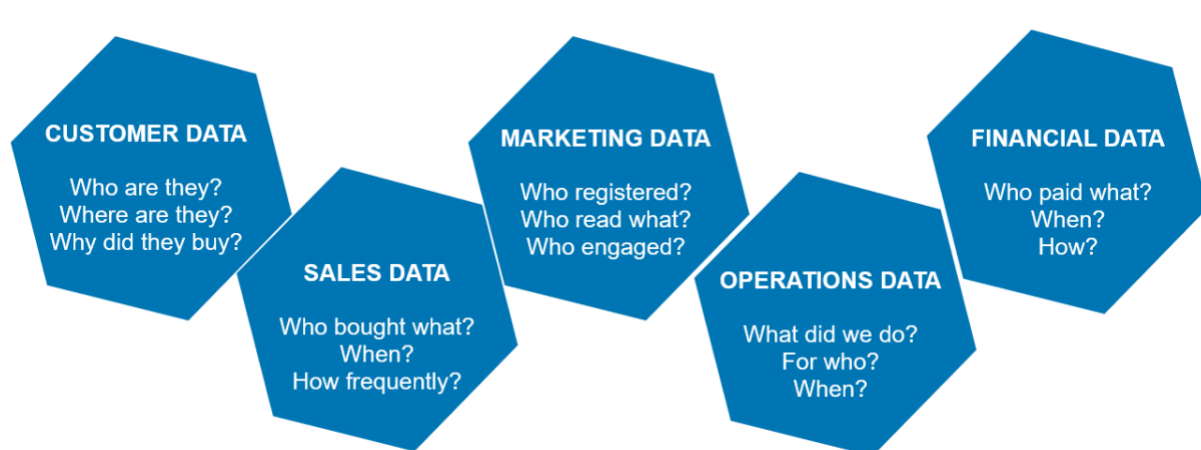 CUSTOMER DATA
Who are they?
Where are they?
Why did they buy?
SALES DATA
Who bought what?
When?
How frequently?
MARKETING DATA
Who registered?
Who read what?
Who engaged?
OPERATIONS DATA
What did we do?
For who?
When?
FINANCIAL DATA
Who paid what?
When?
How?